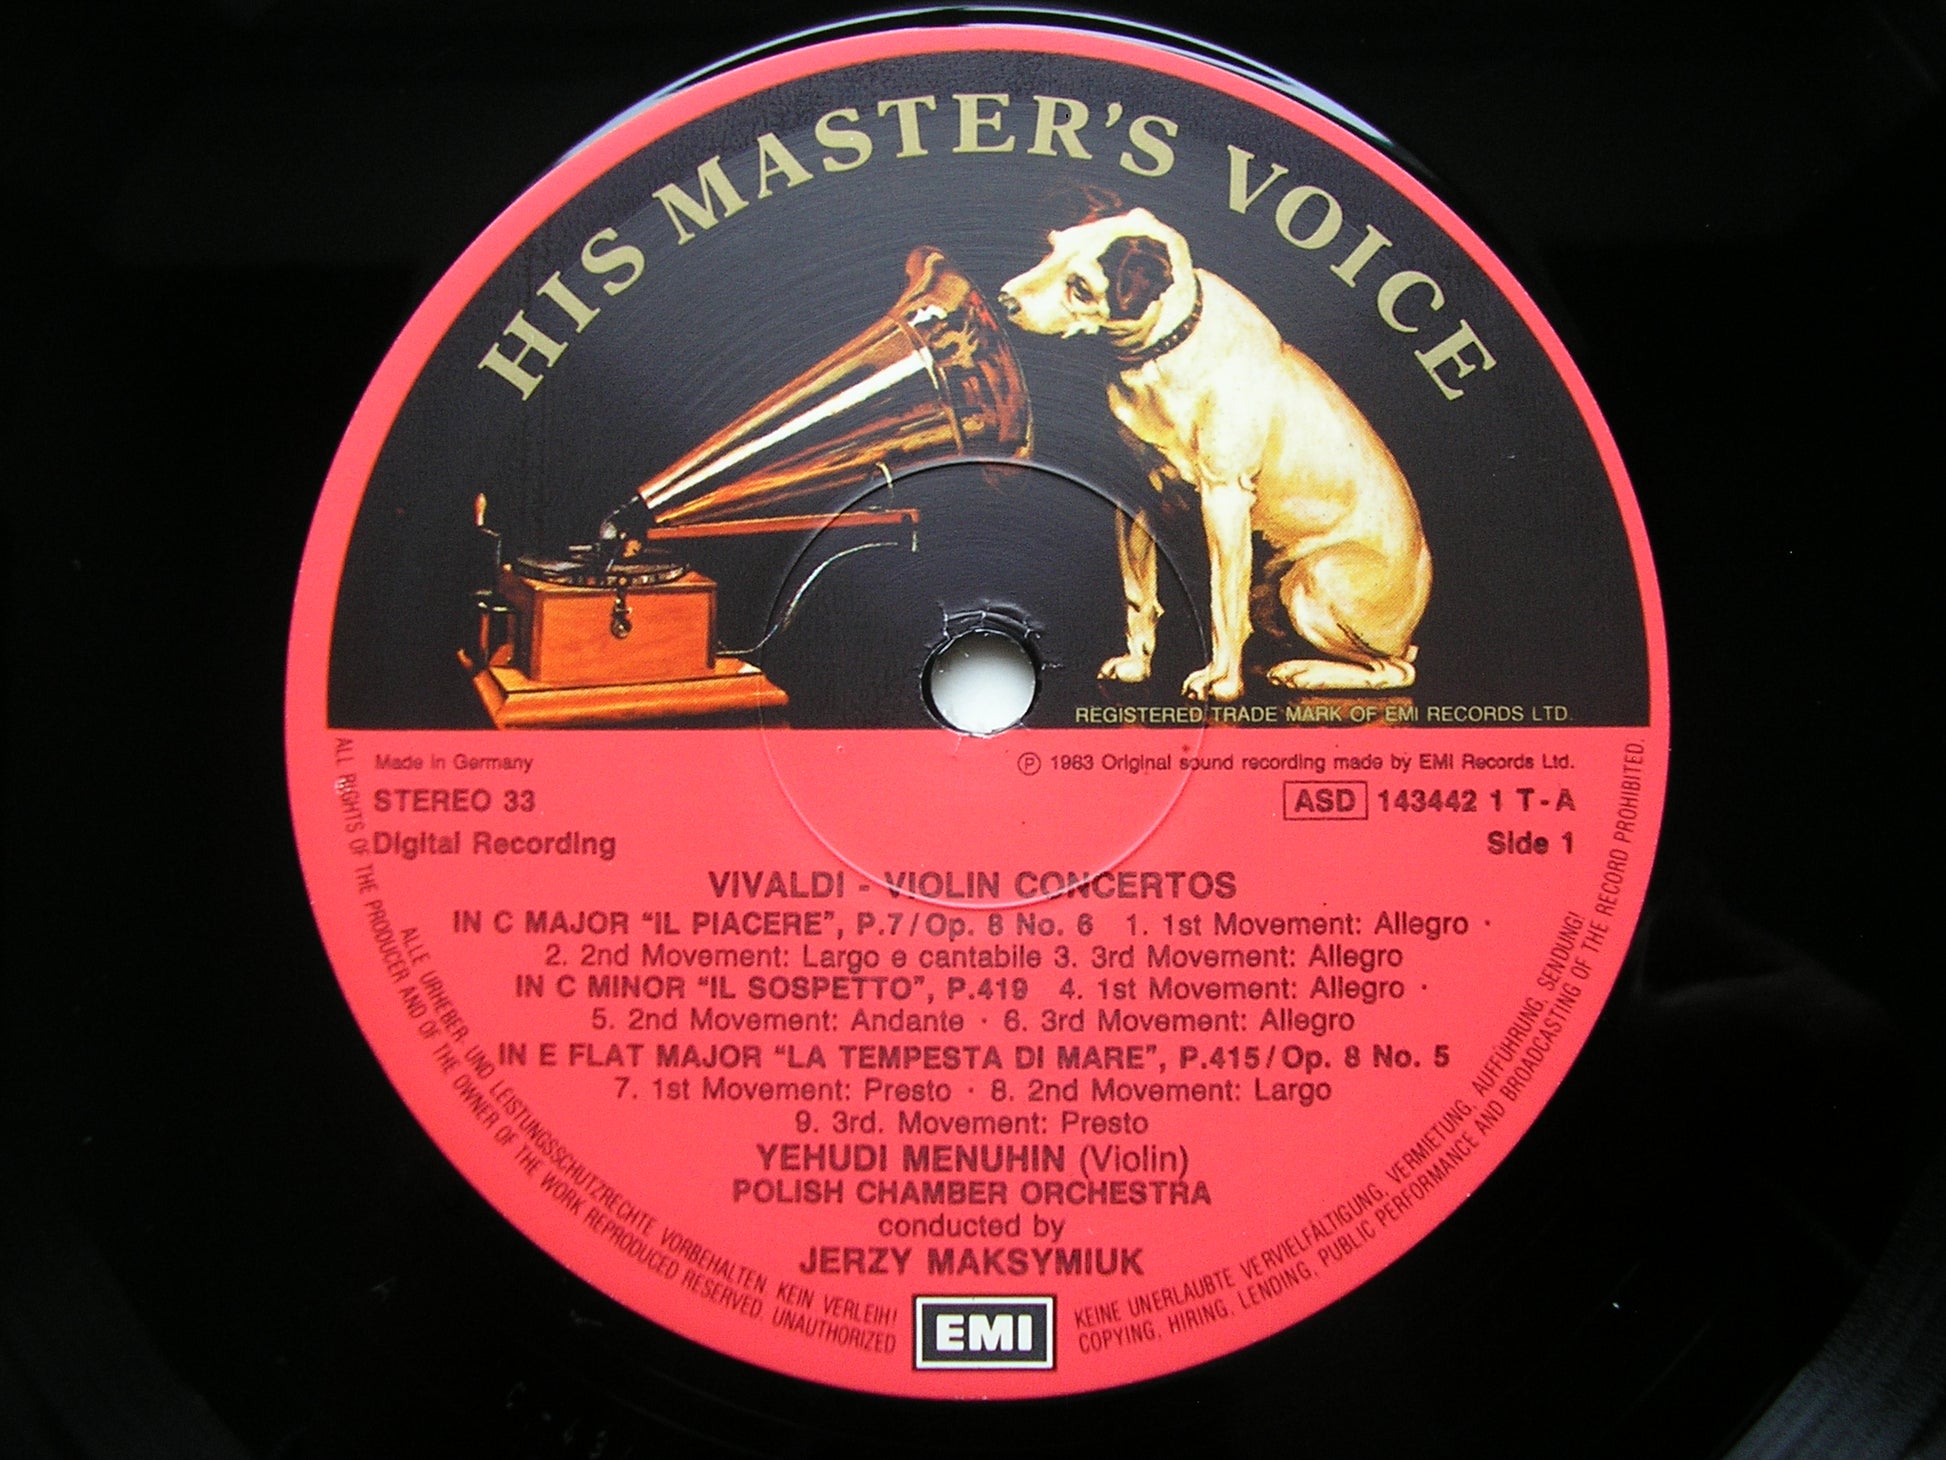 HIS MASTER'S VOICE
REGISTERED TRADE MARK OF EMI RECORDS LTD.
Made in Germany
Ⓟ 1983 Original sound recording made by EMI Records Ltd.
STEREO 33
ASD 143442 1 T-A
Digital Recording
Side 1
VIVALDI - VIOLIN CONCERTOS
IN C MAJOR "IL PIACERE", P.7/Op. 8 No. 6 1. 1st Movement: Allegro ·
2. 2nd Movement: Largo e cantabile 3. 3rd Movement: Allegro
IN C MINOR "IL SOSPETTO", P.419 4. 1st Movement: Allegro ·
5. 2nd Movement: Andante · 6. 3rd Movement: Allegro
IN E FLAT MAJOR "LA TEMPESTA DI MARE", P.415/Op. 8 No. 5
7. 1st Movement: Presto · 8. 2nd Movement: Largo
9. 3rd. Movement: Presto
YEHUDI MENUHIN (Violin)
POLISH CHAMBER ORCHESTRA
conducted by
JERZY MAKSYMIUK
EMI
ALLE URHEBER- UND LEISTUNGSSCHUTZRECHTE VORBEHALTEN KEIN VERLEIH!
KEINE UNERLAUBTE VERVIELFÄLTIGUNG, VERMIETUNG, AUFFÜHRUNG, SENDUNG!
ALL RIGHTS OF THE PRODUCER AND OF THE OWNER OF THE WORK REPRODUCED RESERVED. UNAUTHORIZED
COPYING, HIRING, LENDING, PUBLIC PERFORMANCE AND BROADCASTING OF THE RECORD PROHIBITED.